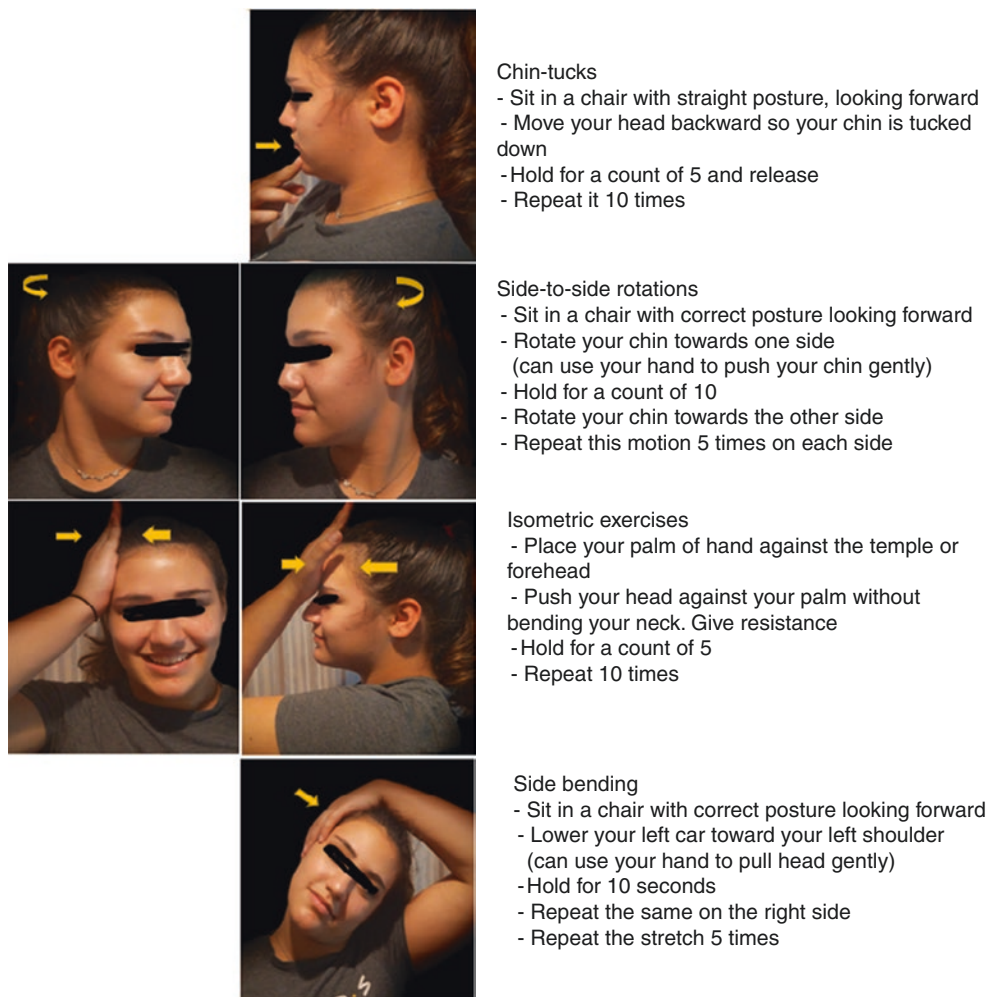 Chin-tucks
- Sit in a chair with straight posture, looking forward
- Move your head backward so your chin is tucked
down
- Hold for a count of 5 and release
- Repeat it 10 times
Side-to-side rotations
- Sit in a chair with correct posture looking forward
- Rotate your chin towards one side
(can use your hand to push your chin gently)
- Hold for a count of 10
- Rotate your chin towards the other side
- Repeat this motion 5 times on each side
Isometric exercises
- Place your palm of hand against the temple or
forehead
- Push your head against your palm without
bending your neck. Give resistance
- Hold for a count of 5
- Repeat 10 times
Side bending
- Sit in a chair with correct posture looking forward
- Lower your left car toward your left shoulder
(can use your hand to pull head gently)
- Hold for 10 seconds
- Repeat the same on the right side
- Repeat the stretch 5 times